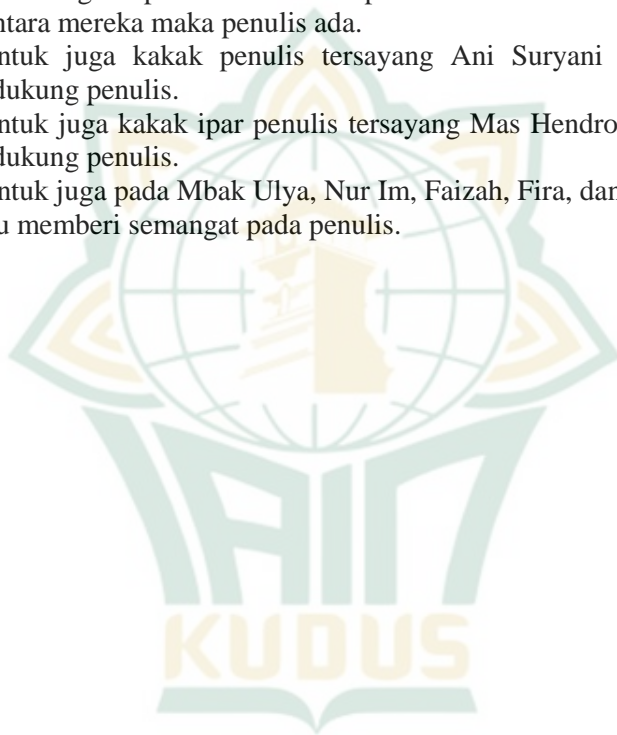 antara mereka maka penulis ada.
ntuk juga kakak penulis tersayang Ani Suryani
dukung penulis.
ntuk juga kakak ipar penulis tersayang Mas Hendro
dukung penulis.
ntuk juga pada Mbak Ulya, Nur Im, Faizah, Fira, dan
u memberi semangat pada penulis.
IAIN
KUDUS